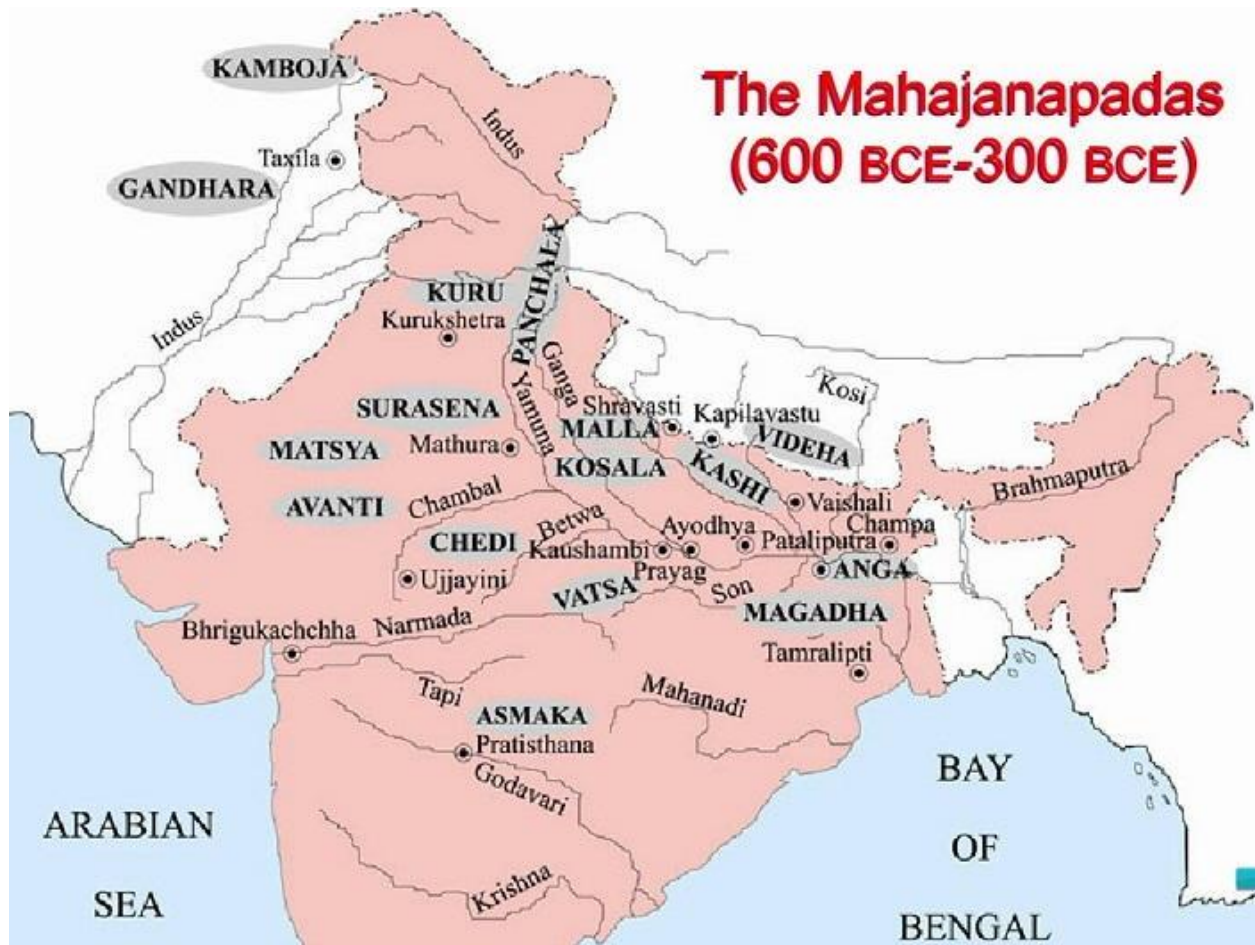 The Mahajanapadas
(600 BCE-300 BCE)
KAMBOJA
Indus
Taxila
GANDHARA
PANCHALA
KURU
Kurukshetra
Indus
Ganga
Yamuna
Kosi
SURASENA
Shravasti
Kapilavastu
MALLA
VIDEHA
MATSYA
Mathura
KOSALA
KASHI
Brahmaputra
AVANTI
Chambal
Vaishali
Betwa
Ayodhya
Champa
CHEDI
Kaushambi
Pataliputra
Prayag
ANGA
Ujjayini
VATSA
Son
MAGADHA
Narmada
Bhrigukachchha
Tamralipti
Tapi
Mahanadi
ASMAKA
Pratisthana
Godavari
BAY
OF
BENGAL
ARABIAN
SEA
Krishna